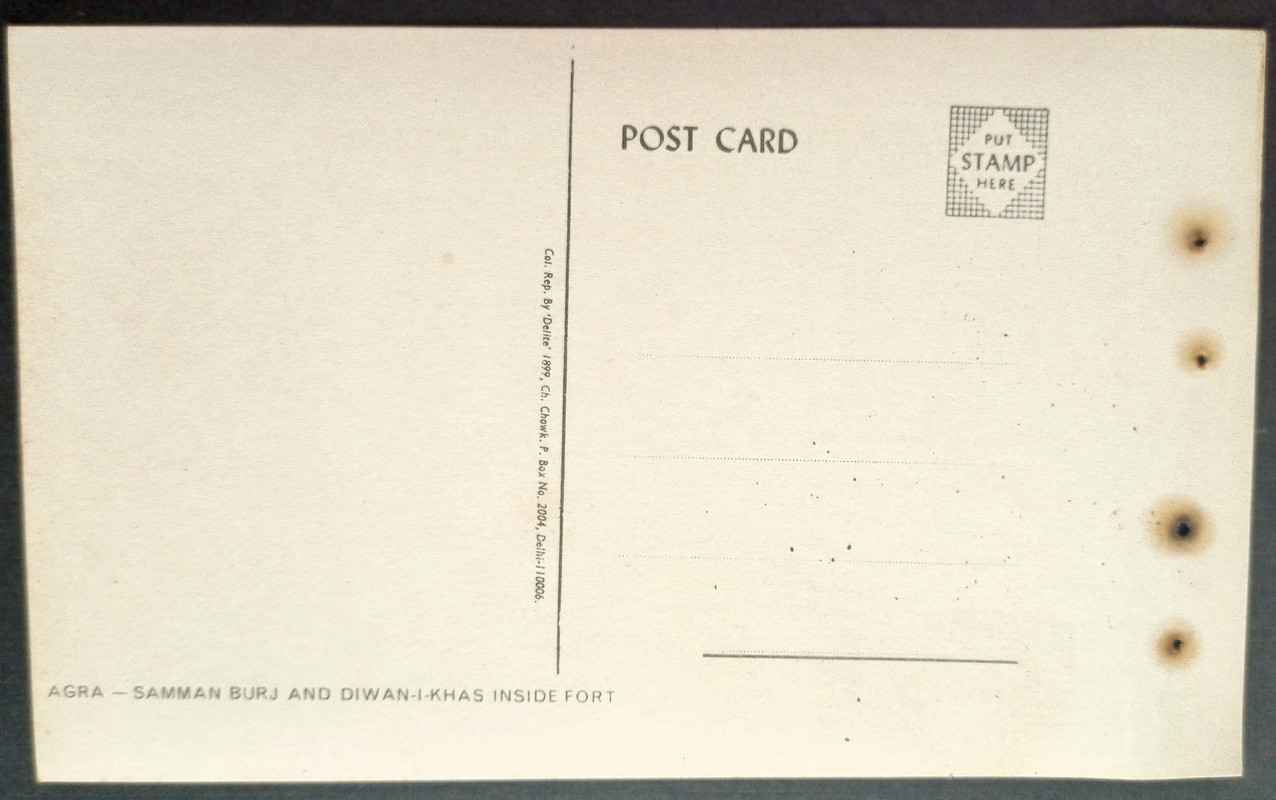 POST CARD
PUT
STAMP
HERE
Col. Rep. By 'Delite' 1899, Ch. Chowk. P. Box No. 2004, Delhi-110006.
AGRA — SAMMAN BURJ AND DIWAN-I-KHAS INSIDE FORT